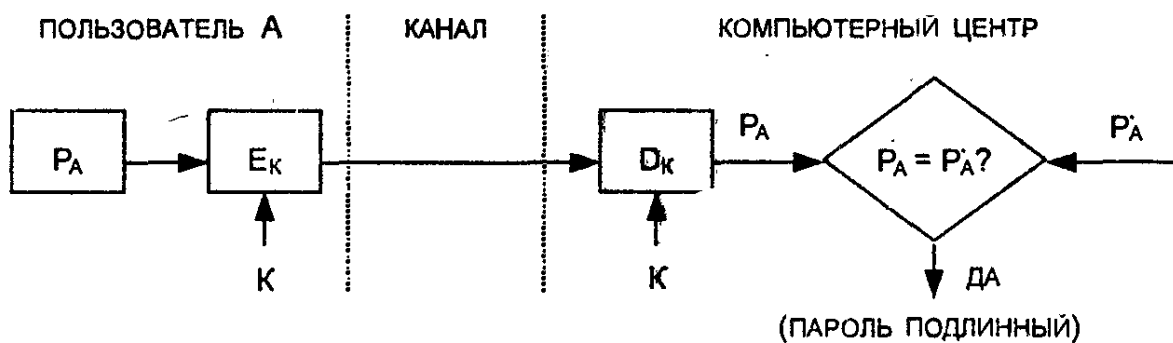 ПОЛЬЗОВАТЕЛЬ А
КАНАЛ
КОМПЬЮТЕРНЫЙ ЦЕНТР
PA
EK
DK
PA
PA = P'A?
P'A
K
K
ДА
(ПАРОЛЬ ПОДЛИННЫЙ)